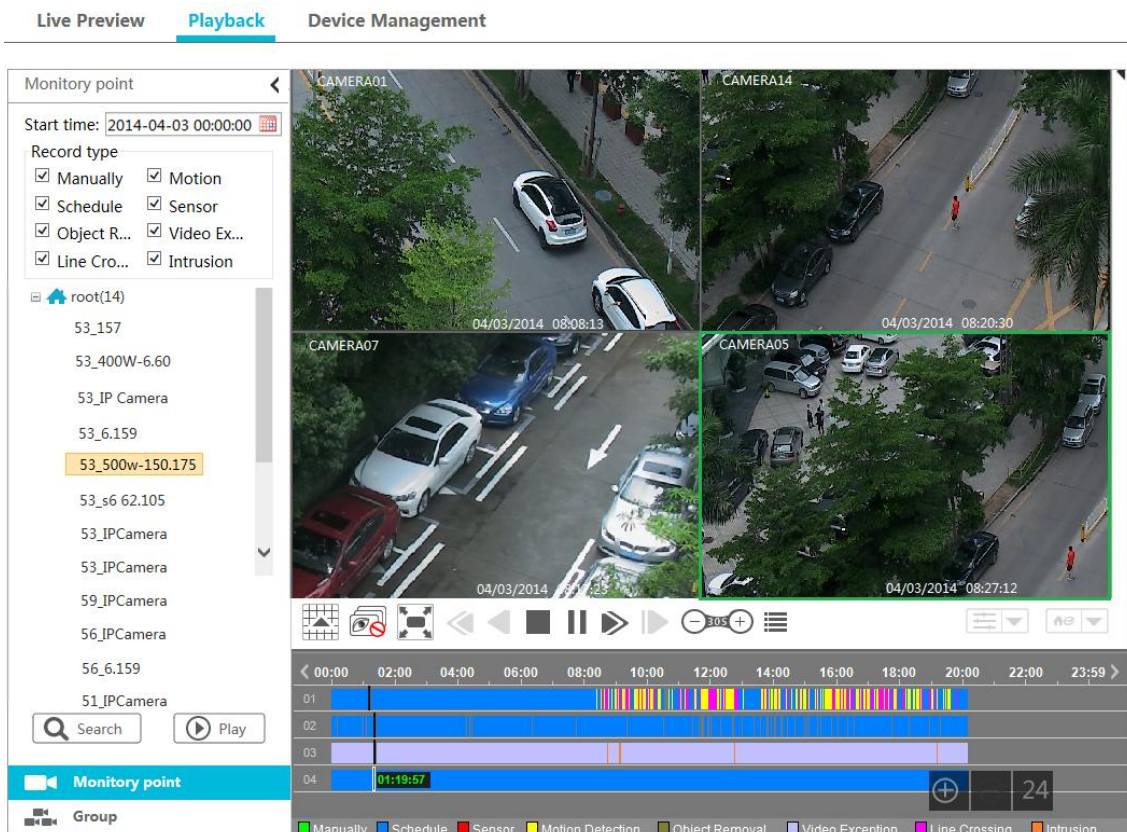 Live Preview Playback Device Management
Monitory point
Start time: 2014-04-03 00:00:00
Record type
Manually Motion
Schedule Sensor
Object R... Video Ex...
Line Cro... Intrusion
root(14)
53_157
53_400W-6.60
53_IP Camera
53_6.159
53_500w-150.175
53_s6 62.105
53_IPCamera
53_IPCamera
59_IPCamera
56_IPCamera
56_6.159
51_IPCamera
Search Play
Monitory point
Group
CAMERA01
04/03/2014 08:08:13
CAMERA14
04/03/2014 08:20:30
CAMERA07
04/03/2014
CAMERA05
04/03/2014 08:27:12
30S
00:00 02:00 04:00 06:00 08:00 10:00 12:00 14:00 16:00 18:00 20:00 22:00 23:59
01
02
03
04 01:19:57
24
Manually Schedule Sensor Motion Detection Object Removal Video Exception Line Crossing Intrusion